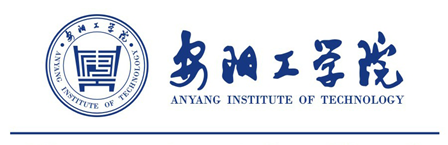 安阳工学院
ANYANG INSTITUTE OF TECHNOLOGY
安阳工学院
ANYANG INSTITUTE OF TECHNOLOGY